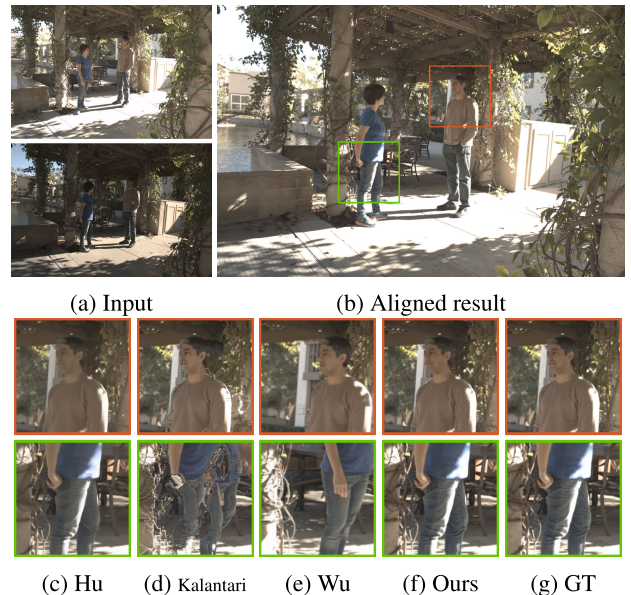 (a) Input
(b) Aligned result
(c) Hu
(d) Kalantari
(e) Wu
(f) Ours
(g) GT